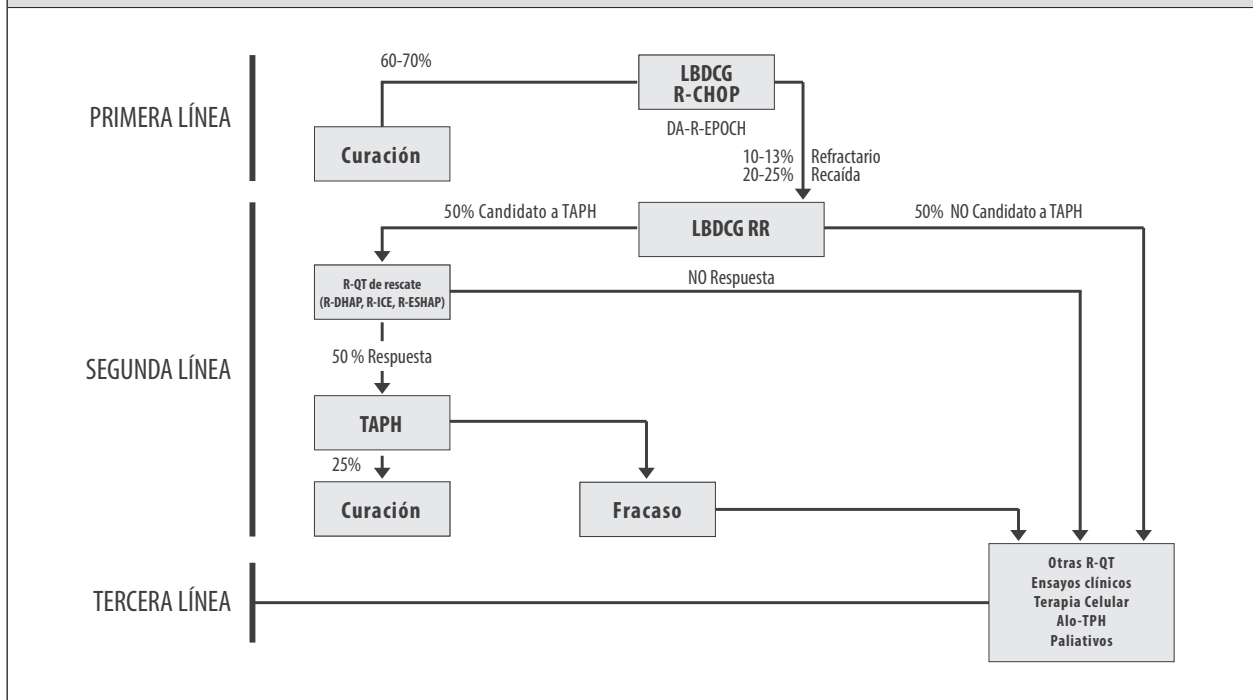 60-70%
LBDCG
R-CHOP
PRIMERA LÍNEA
DA-R-EPOCH
Curación
10-13% Refractario
20-25% Recaída
50% Candidato a TAPH
LBDCG RR
50% NO Candidato a TAPH
R-QT de rescate
(R-DHAP, R-ICE, R-ESHAP)
NO Respuesta
50 % Respuesta
SEGUNDA LÍNEA
TAPH
25%
Curación
Fracaso
TERCERA LÍNEA
Otras R-QT
Ensayos clínicos
Terapia Celular
Alo-TPH
Paliativos